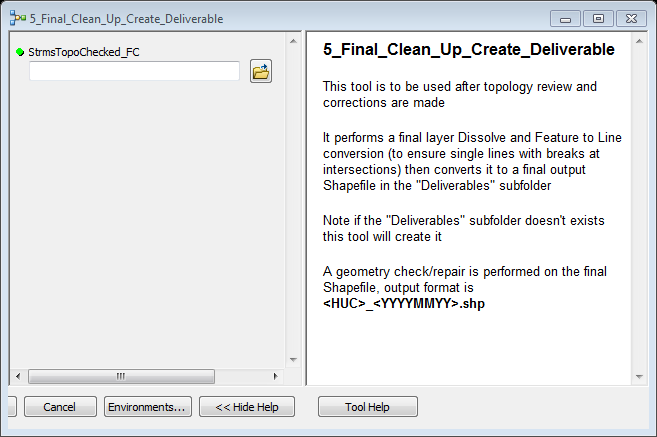 5_Final_Clean_Up_Create_Deliverable
StrmsTopoChecked_FC
5_Final_Clean_Up_Create_Deliverable
This tool is to be used after topology review and
corrections are made
It performs a final layer Dissolve and Feature to Line
conversion (to ensure single lines with breaks at
intersections) then converts it to a final output
Shapefile in the "Deliverables" subfolder
Note if the "Deliverables" subfolder doesn't exists
this tool will create it
A geometry check/repair is performed on the final
Shapefile, output format is
<HUC>_<YYYYMMYY>.shp
Cancel
Environments...
<< Hide Help
Tool Help